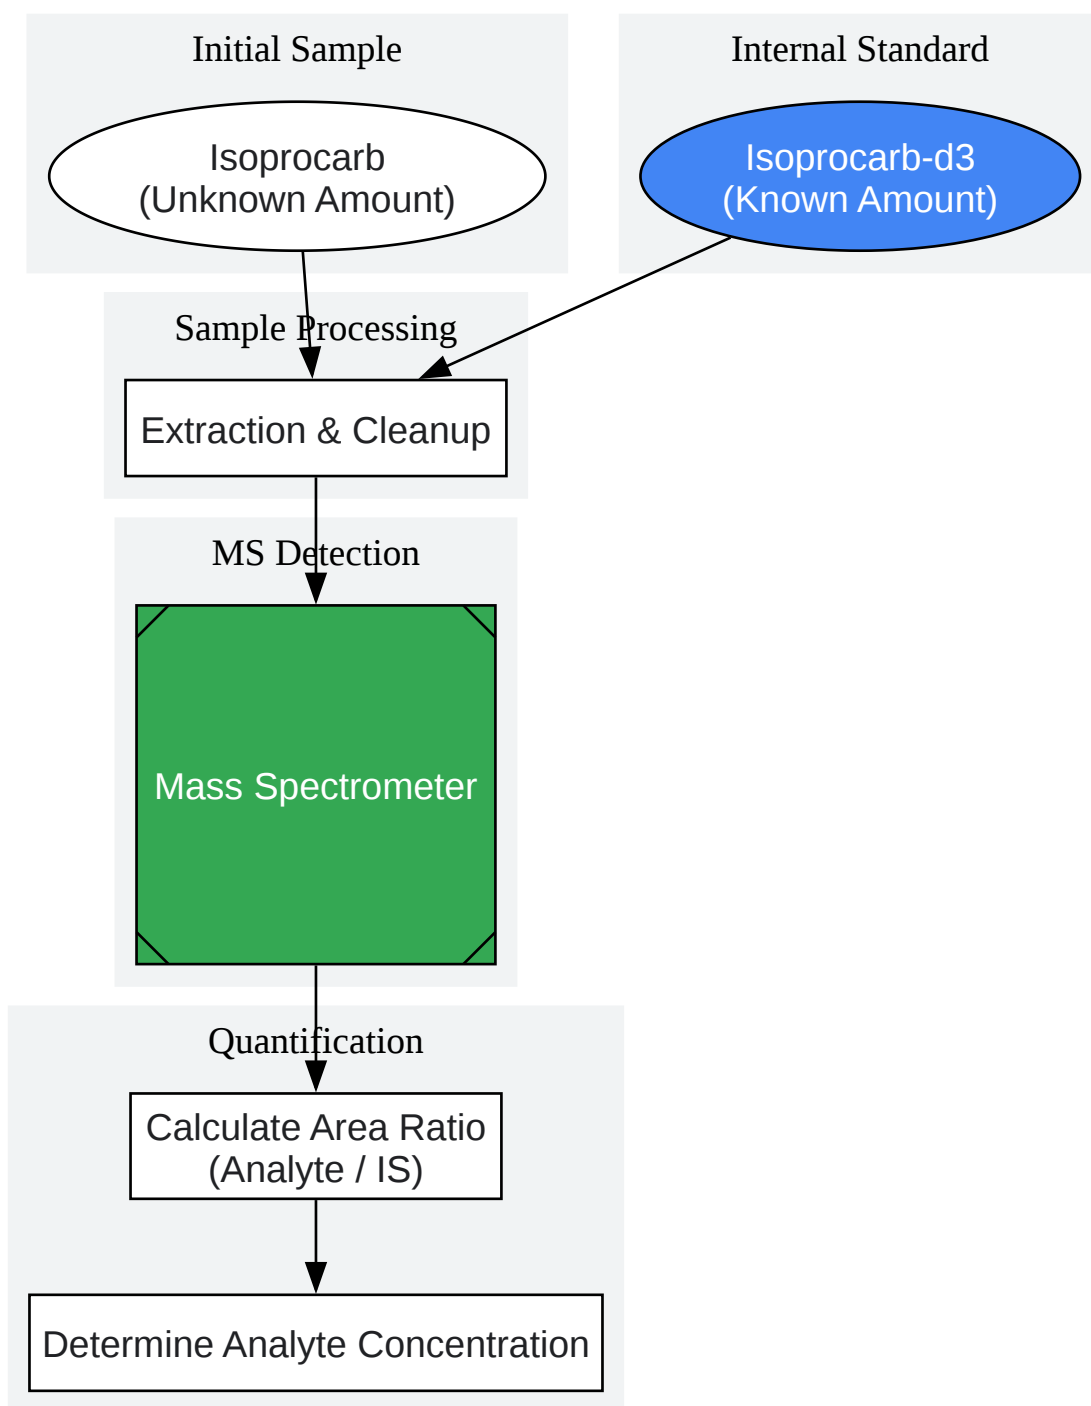 Initial Sample
Internal Standard
Isoprocarb
(Unknown Amount)
Isoprocarb-d3
(Known Amount)
Sample Processing
Extraction & Cleanup
MS Detection
Mass Spectrometer
Quantification
Calculate Area Ratio
(Analyte / IS)
Determine Analyte Concentration